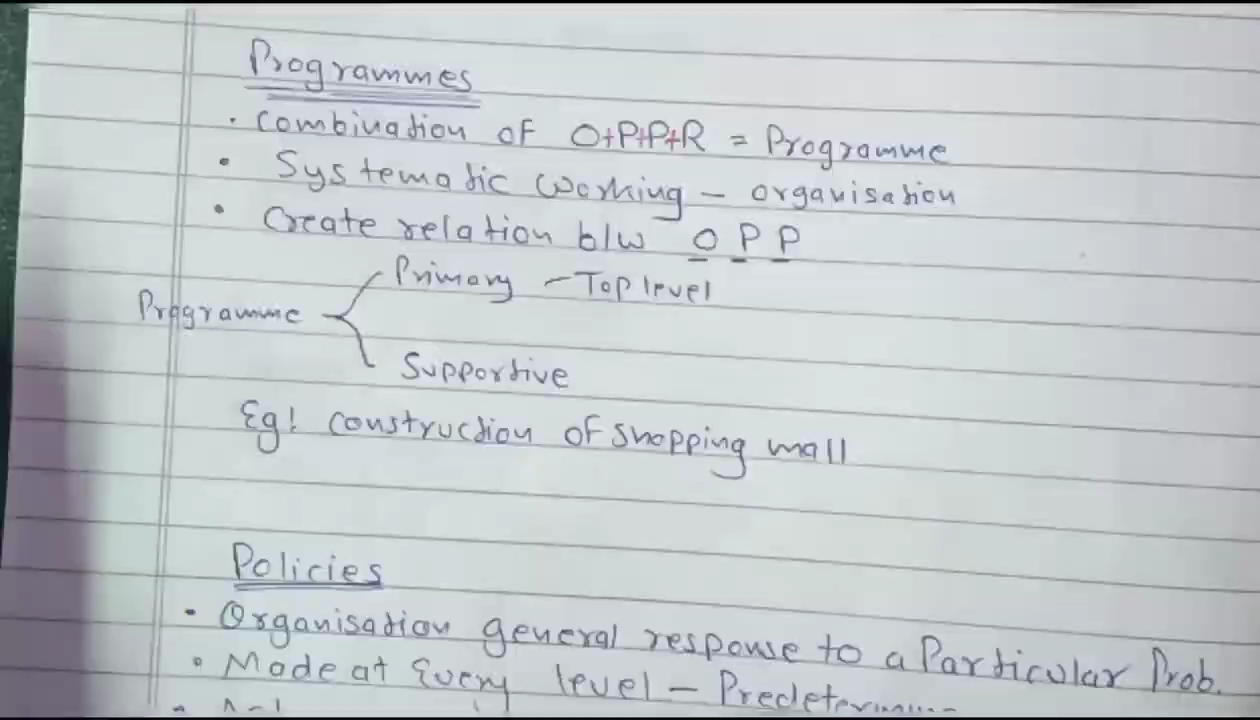 Programmes
• Combination of O+P+P+R = Programme
• Systematic working – organisation
• Create relation b/w O P P
Primary – Top level
Programme
Supportive
Eg: construction of shopping mall
Policies
• Organisation general response to a Particular Prob.
• Made at Every level –